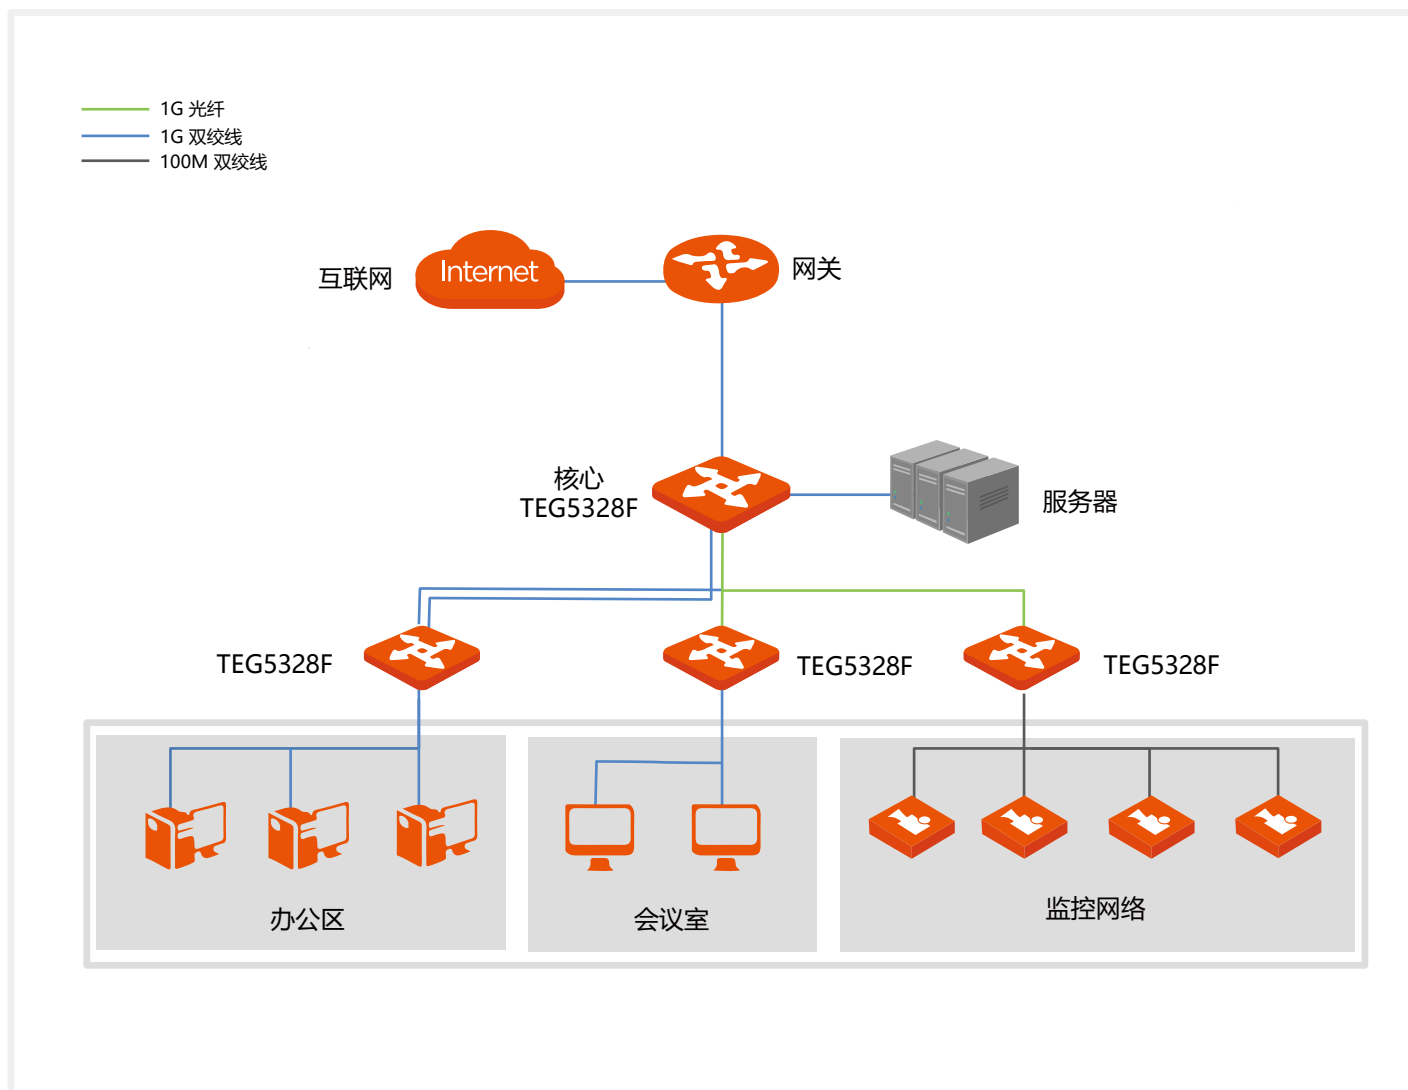 1G 光纤
1G 双绞线
100M 双绞线
互联网
Internet
网关
核心
TEG5328F
服务器
TEG5328F
TEG5328F
TEG5328F
办公区
会议室
监控网络